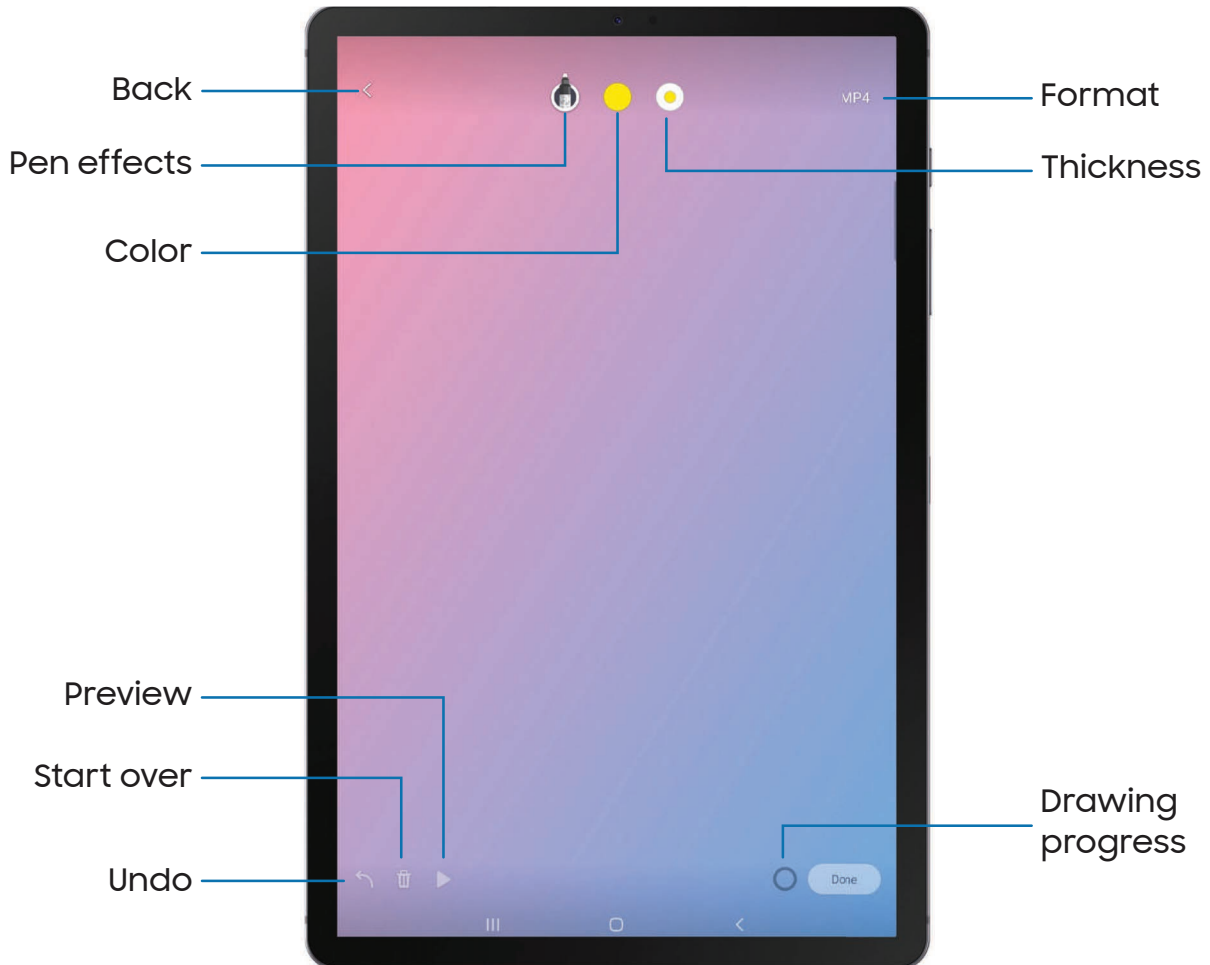 Back
Pen effects
Color
MP4
Format
Thickness
Preview
Start over
Undo
Drawing
progress
Done